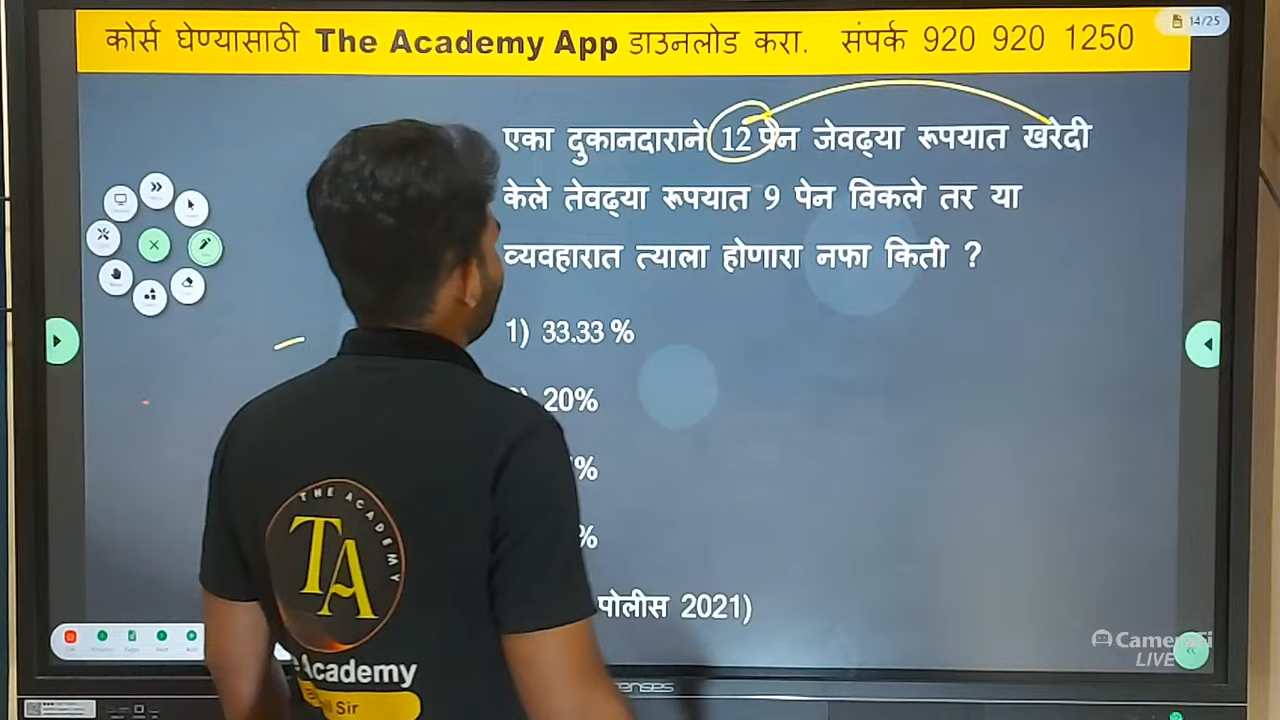 कोर्स घेण्यासाठी The Academy App डाउनलोड करा. संपर्क 920 920 1250
14/25
एका दुकानदाराने 12 पेन जेवढ्या रूपयात खरेदी
केले तेवढ्या रूपयात 9 पेन विकले तर या
व्यवहारात त्याला होणारा नफा किती ?
1) 33.33 %
20%
%
%
पोलीस 2021)
THE ACADEMY
TA
Academy
Sir
CameraFi
LIVE